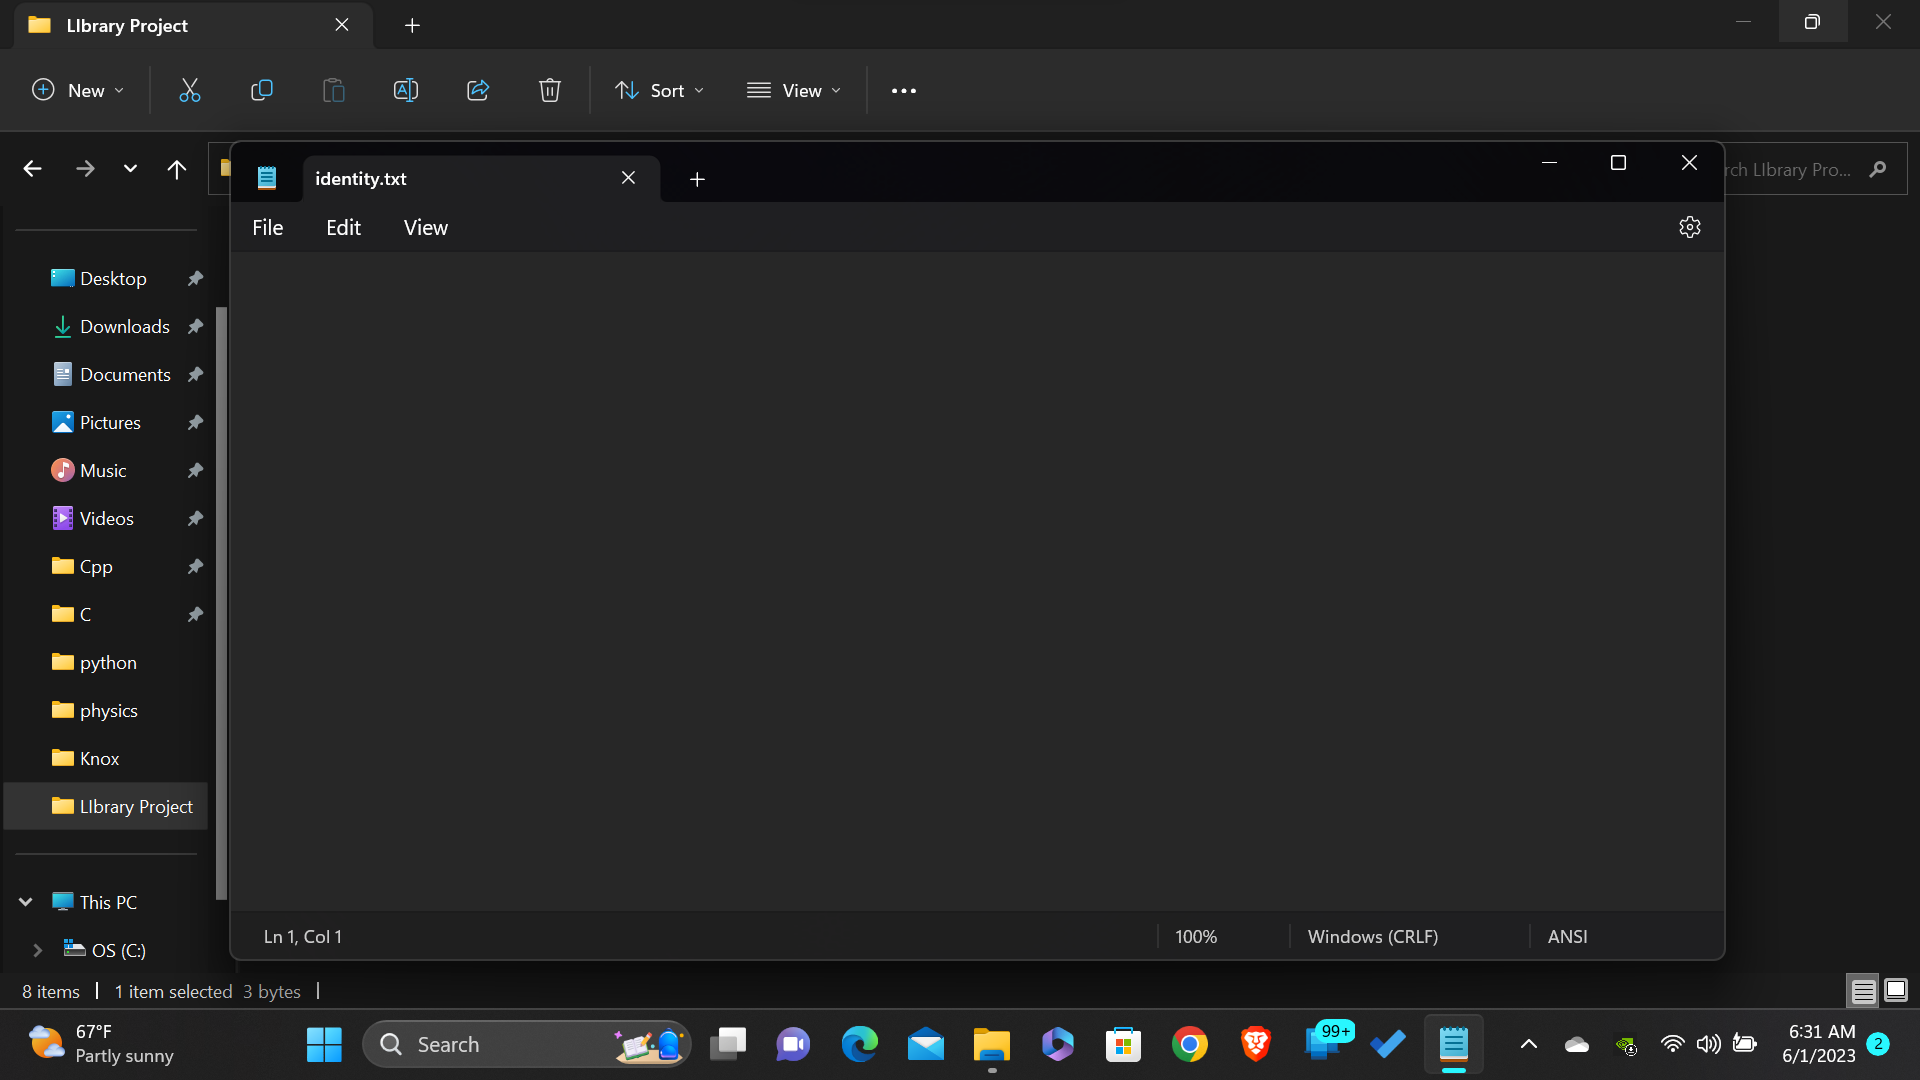 LIbrary Project
New
Sort
View
rch LIbrary Pro...
identity.txt
File
Edit
View
Desktop
Downloads
Documents
Pictures
Music
Videos
Cpp
C
python
physics
Knox
LIbrary Project
This PC
OS (C:)
Ln 1, Col 1
100%
Windows (CRLF)
ANSI
8 items
1 item selected 3 bytes
67°F
Partly sunny
Search
99+
6:31 AM
6/1/2023
2